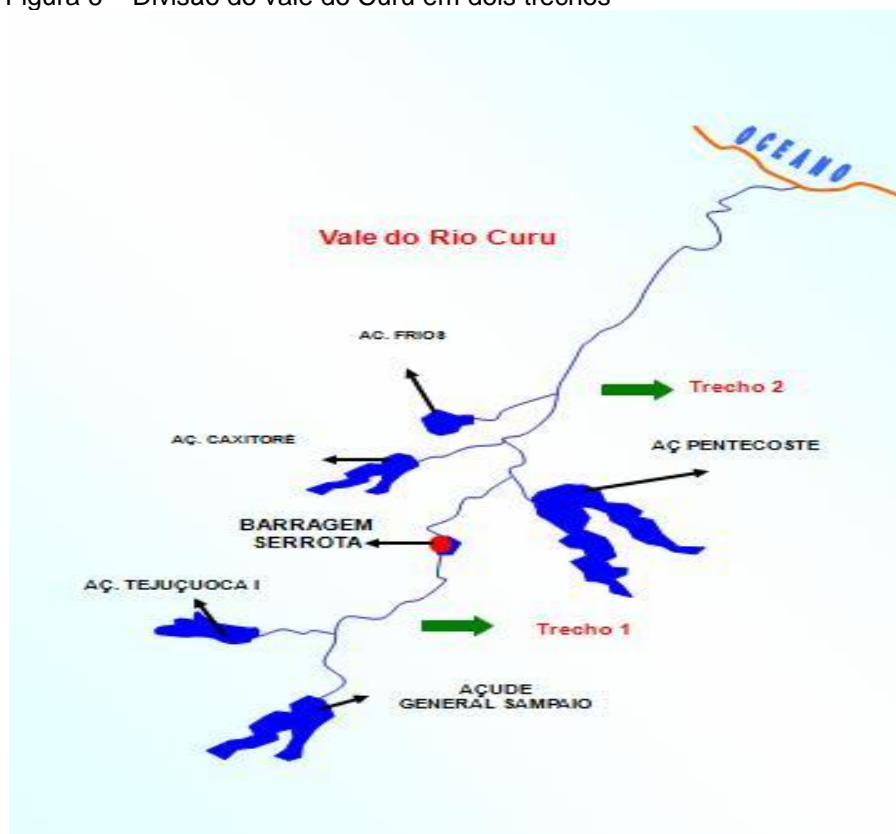 Figura 6 – Divisão do vale do Curu em dois trechos
OCEANO
Vale do Rio Curu
AC. FRIOS
Trecho 2
AÇ. CAXITORÉ
AÇ PENTECOSTE
BARRAGEM
SERROTA
AÇ. TEJUÇUOCA I
Trecho 1
AÇUDE
GENERAL SAMPAIO